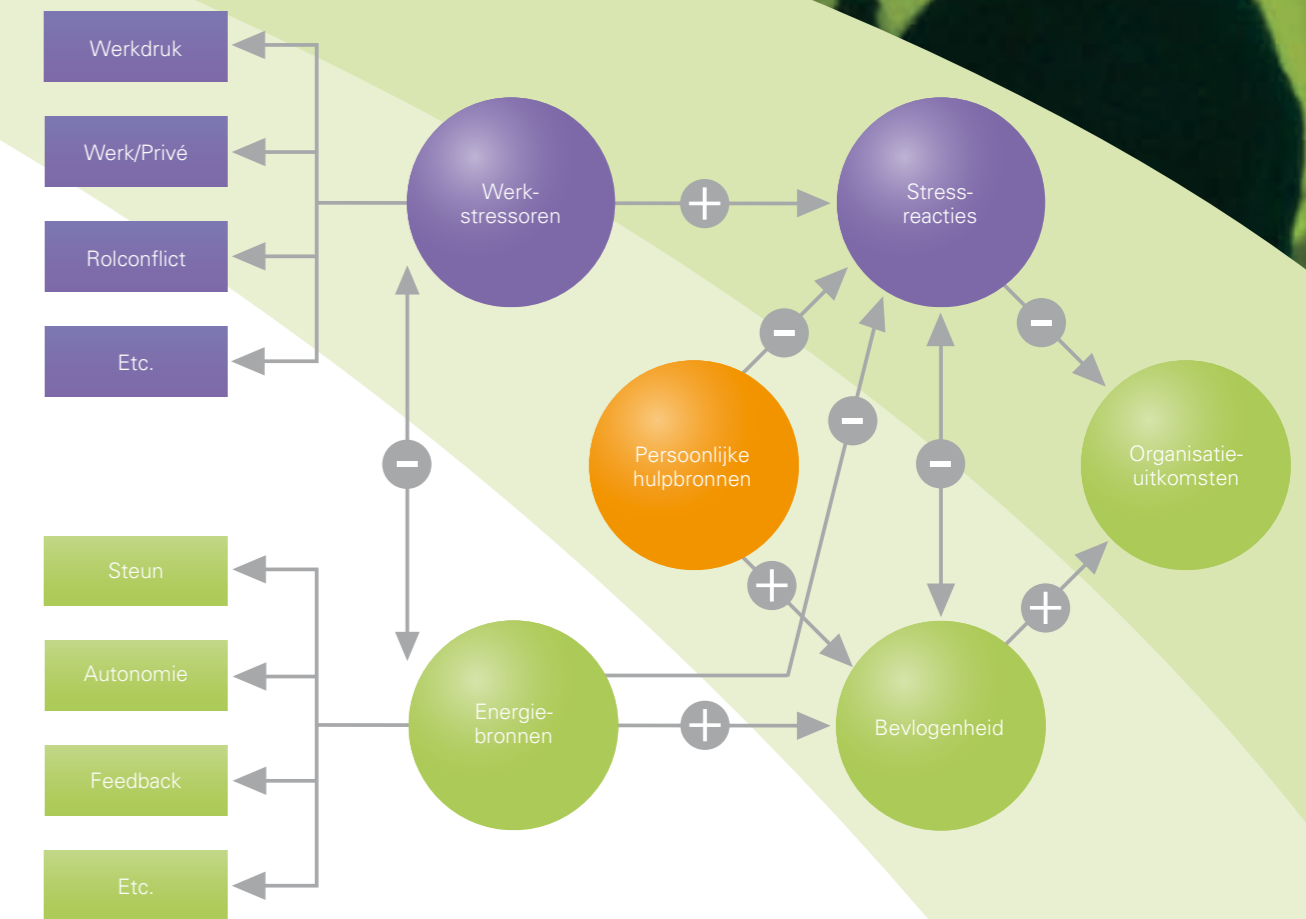 Werkdruk
Werk/Privé
Rolconflict
Etc.
Werk-
stressoren
+
Stress-
reacties
-
-
-
-
-
Persoonlijke
hulpbronnen
Organisatie-
uitkomsten
+
+
Steun
Autonomie
Feedback
Etc.
Energie-
bronnen
+
Bevlogenheid